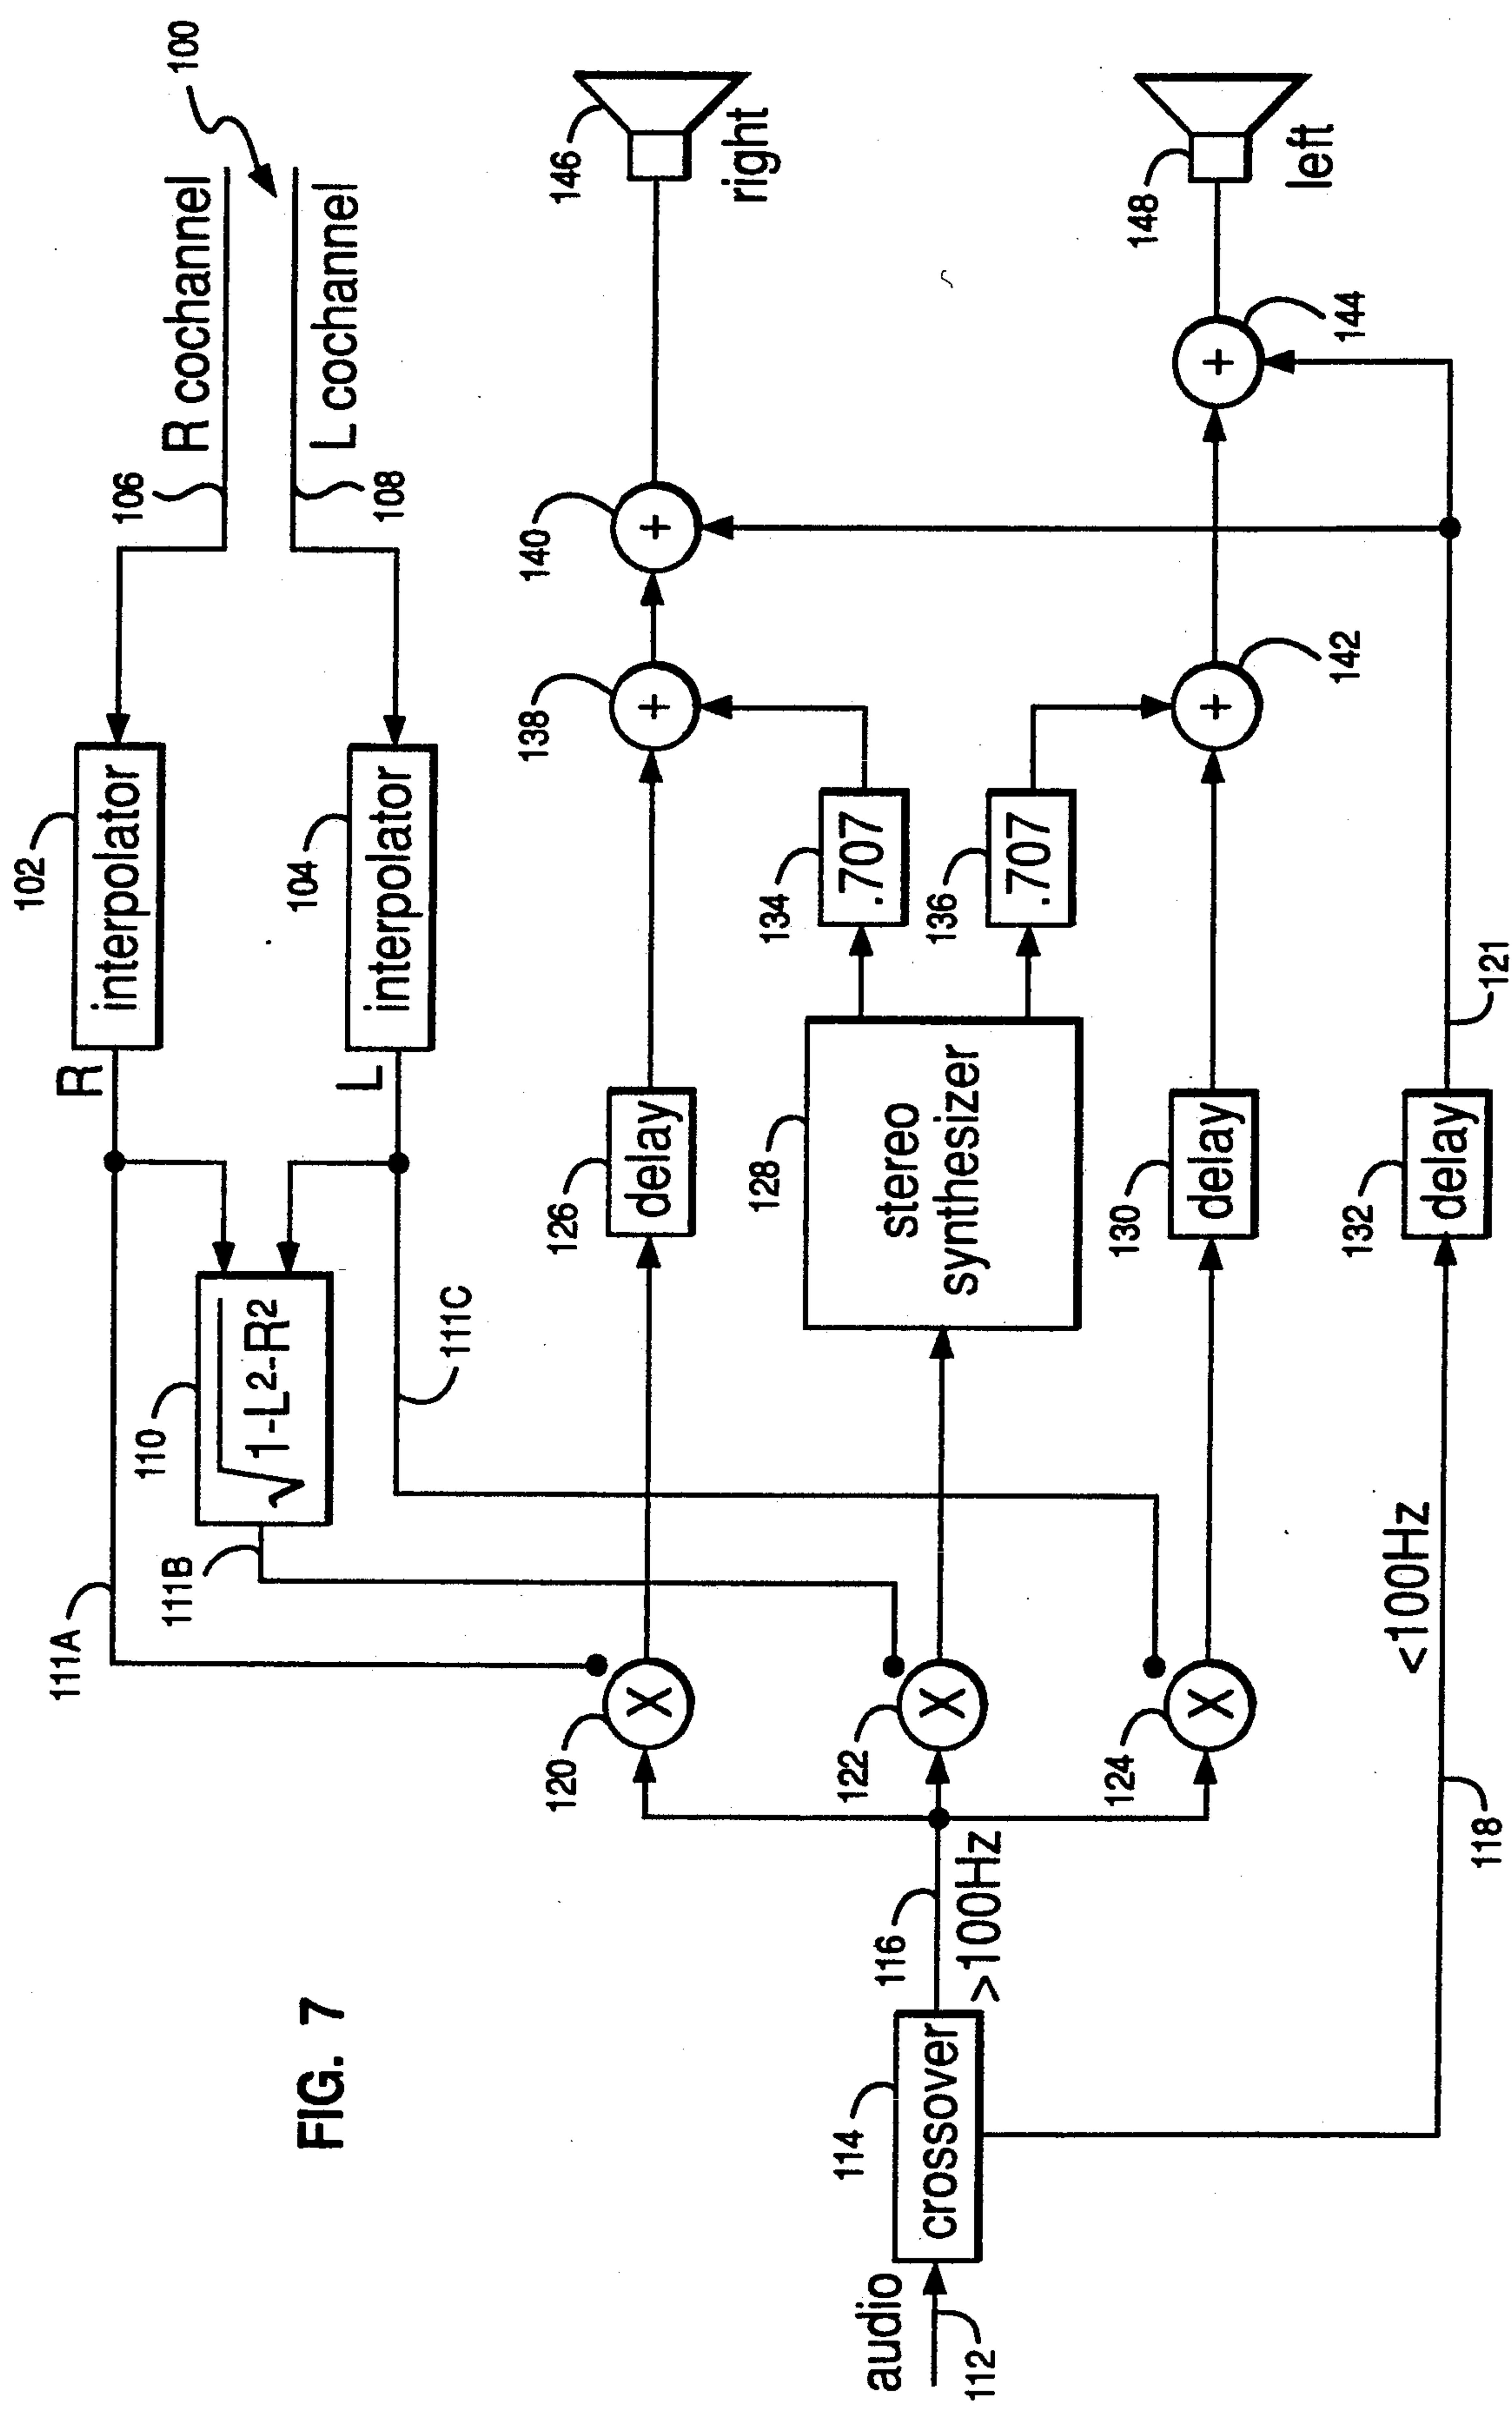 FIG. 7
100
R cochannel
L cochannel
106
108
102
interpolator
104
interpolator
R
L
110
√1-L²-R²
111A
111B
111C
audio
112
114
crossover
116
>100Hz
118
<100Hz
120
X
122
X
124
X
126
delay
128
stereo
synthesizer
130
delay
132
delay
121
134
.707
136
.707
138
+
140
+
142
+
144
+
146
right
148
left